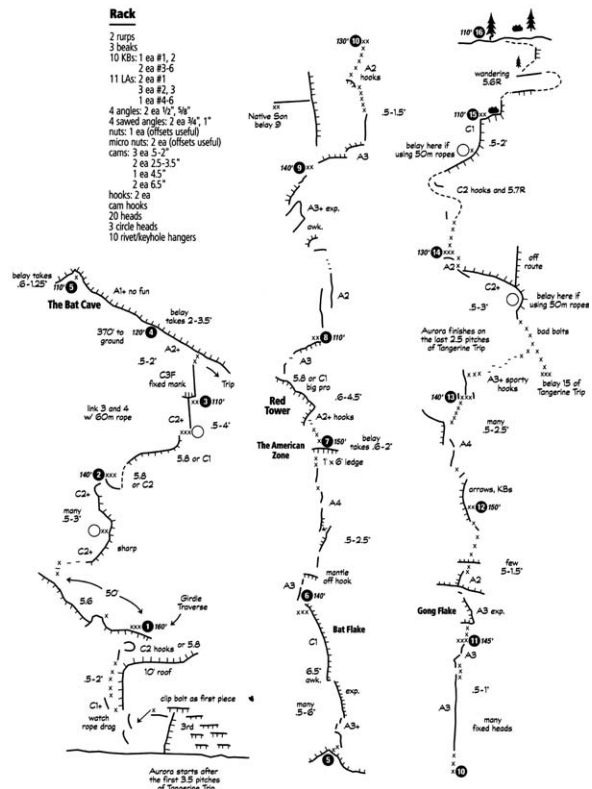 Rack
2 rurps
3 beaks
10 KBs: 1 ea #1, 2
2 ea #3-6
11 LAs: 2 ea #1
3 ea #2, 3
1 ea #4-6
4 angles: 2 ea 1/2", 5/8"
4 sawed angles: 2 ea 3/4", 1"
nuts: 1 ea (offsets useful)
micro nuts: 2 ea (offsets useful)
cams: 3 ea .5-2"
2 ea 2.5-3.5"
1 ea 4.5"
2 ea 6.5"
hooks: 2 ea
cam hooks
20 heads
3 circle heads
10 rivet/keyhole hangers
belay takes
.6-1.25"
110' 5
The Bat Cave
A1+ no fun
belay
takes 2-3.5"
370' to
ground
120' 4
A2+
.5-2"
Trip
C3F
fixed mank
3 110'
link 3 and 4
w/ 60m rope
C2+
.5-4"
5.8 or C1
140' 2
5.8
or C2
C2+
many
.5-3"
C2+
sharp
50'
5.6
Girdle
Traverse
1 160'
C2 hooks or 5.8
.5-2"
10' roof
C1+
watch
rope drag
clip bolt as first piece
3rd
Aurora starts after
the first 3.5 pitches
of Tangerine Trip
130' 10
A2
hooks
Native Son
belay 9
.5-1.5"
A3
140' 9
A3+ exp.
awk.
A2
8 110'
A3
5.8 or C1
big pro
Red
Tower
.6-4.5"
A2+ hooks
7 150'
belay
takes .6-2"
The American
Zone
1' x 6' ledge
A4
.5-2.5"
mantle
off hook
A3
6 140'
Bat Flake
C1
6.5"
awk.
exp.
many
.5-6"
A3+
5
110' 16
wandering
5.6R
110' 15
C1
.5-2"
belay here if
using 50m ropes
C2 hooks and 5.7R
130' 14
A2
off
route
C2+
.5-3"
belay here if
using 50m ropes
bad bolts
Aurora finishes on
the last 2.5 pitches
of Tangerine Trip
A3+ sporty
hooks
belay 15 of
Tangerine Trip
140' 13
many
.5-2.5"
A4
arrows, KBs
12 150'
few
.5-1.5"
A2
Gong Flake
A3 exp.
11 145'
A3
.5-1"
A3
many
fixed heads
10